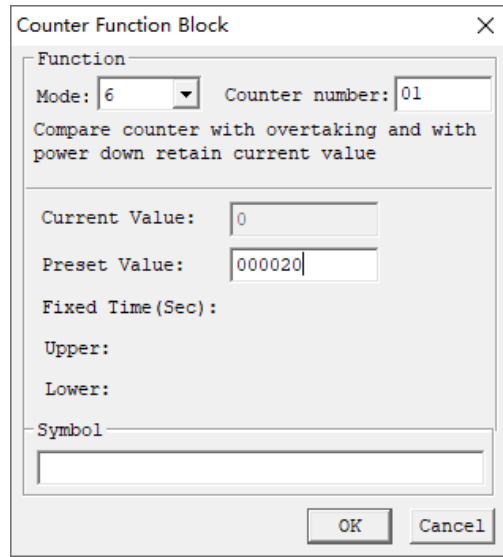 Counter Function Block
Function
Mode: 6 Counter number: 01
Compare counter with overtaking and with
power down retain current value
Current Value: 0
Preset Value: 000020
Fixed Time(Sec):
Upper:
Lower:
Symbol
OK Cancel